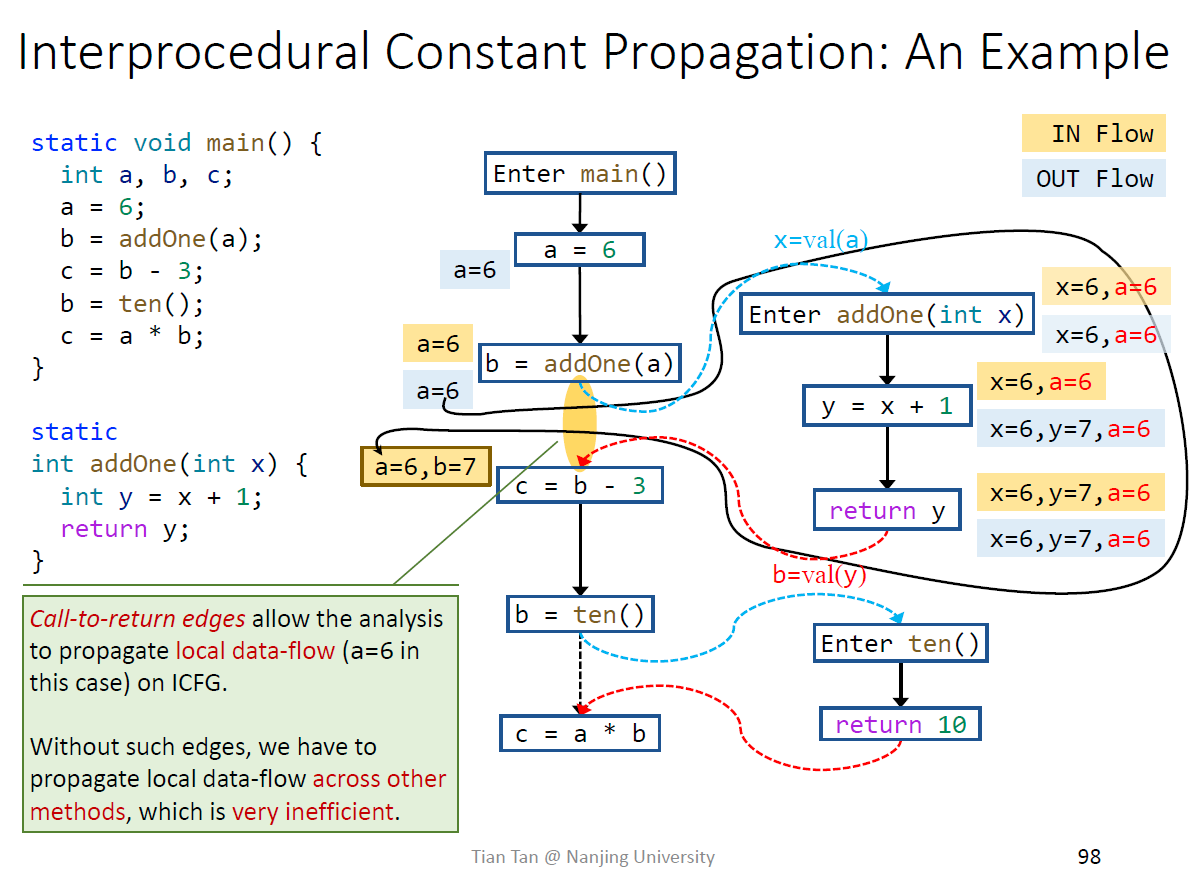 Interprocedural Constant Propagation: An Example
static void main() {
int a, b, c;
a = 6;
b = addOne(a);
c = b - 3;
b = ten();
c = a * b;
}
static
int addOne(int x) {
int y = x + 1;
return y;
}
Call-to-return edges allow the analysis
to propagate local data-flow (a=6 in
this case) on ICFG.
Without such edges, we have to
propagate local data-flow across other
methods, which is very inefficient.
Enter main()
a = 6
a=6
a=6
b = addOne(a)
a=6
a=6,b=7
c = b - 3
b = ten()
c = a * b
IN Flow
OUT Flow
x=val(a)
Enter addOne(int x)
x=6,a=6
x=6,a=6
x=6,a=6
y = x + 1
x=6,y=7,a=6
x=6,y=7,a=6
return y
x=6,y=7,a=6
b=val(y)
Enter ten()
return 10
Tian Tan @ Nanjing University
98